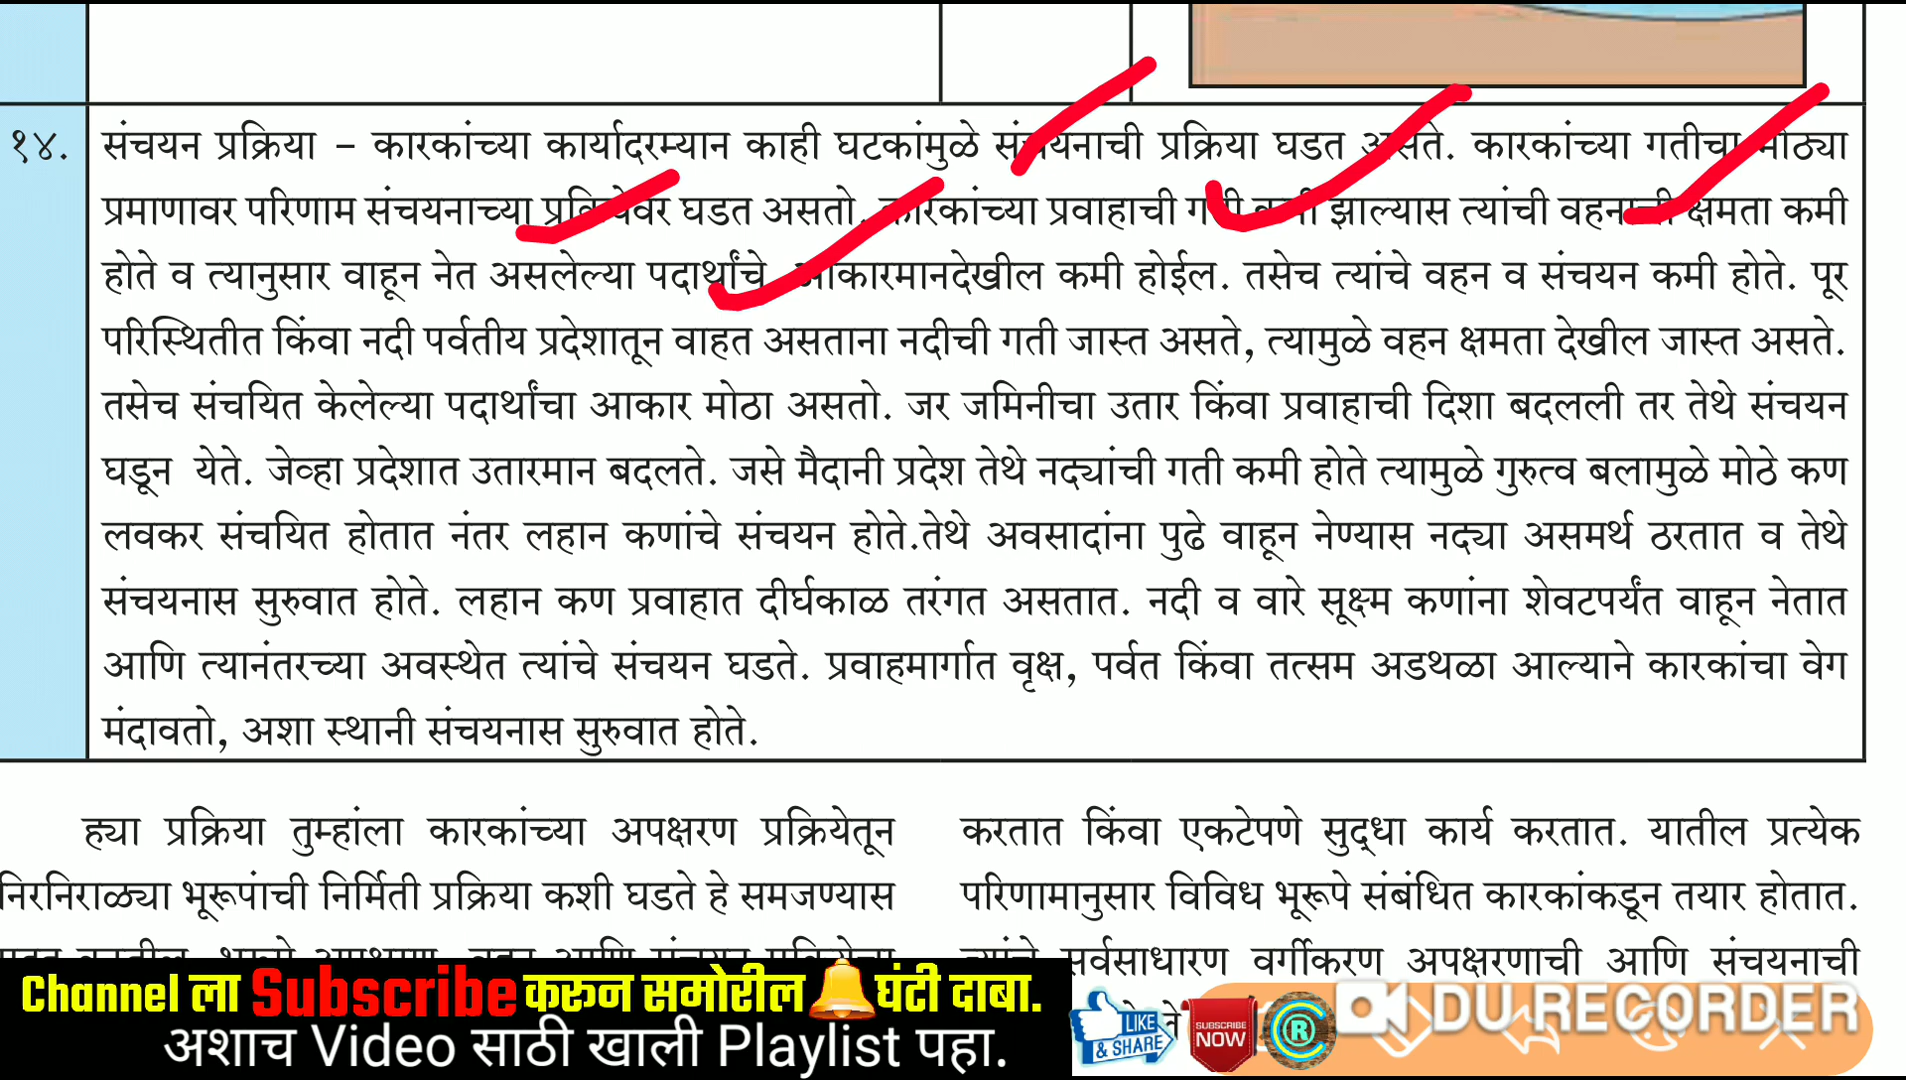 १४. संचयन प्रक्रिया – कारकांच्या कार्यादरम्यान काही घटकांमुळे संचयनाची प्रक्रिया घडत असते. कारकांच्या गतीचा मोठ्या
प्रमाणावर परिणाम संचयनाच्या प्रक्रियेवर घडत असतो. कारकांच्या प्रवाहाची गती कमी झाल्यास त्यांची वहनाची क्षमता कमी
होते व त्यानुसार वाहून नेत असलेल्या पदार्थांचे आकारमानदेखील कमी होईल. तसेच त्यांचे वहन व संचयन कमी होते. पूर
परिस्थितीत किंवा नदी पर्वतीय प्रदेशातून वाहत असताना नदीची गती जास्त असते, त्यामुळे वहन क्षमता देखील जास्त असते.
तसेच संचयित केलेल्या पदार्थांचा आकार मोठा असतो. जर जमिनीचा उतार किंवा प्रवाहाची दिशा बदलली तर तेथे संचयन
घडून येते. जेव्हा प्रदेशात उतारमान बदलते. जसे मैदानी प्रदेश तेथे नद्यांची गती कमी होते त्यामुळे गुरुत्व बलामुळे मोठे कण
लवकर संचयित होतात नंतर लहान कणांचे संचयन होते.तेथे अवसादांना पुढे वाहून नेण्यास नद्या असमर्थ ठरतात व तेथे
संचयनास सुरुवात होते. लहान कण प्रवाहात दीर्घकाळ तरंगत असतात. नदी व वारे सूक्ष्म कणांना शेवटपर्यंत वाहून नेतात
आणि त्यानंतरच्या अवस्थेत त्यांचे संचयन घडते. प्रवाहमार्गात वृक्ष, पर्वत किंवा तत्सम अडथळा आल्याने कारकांचा वेग
मंदावतो, अशा स्थानी संचयनास सुरुवात होते.
ह्या प्रक्रिया तुम्हांला कारकांच्या अपक्षरण प्रक्रियेतून
निरनिराळ्या भूरूपांची निर्मिती प्रक्रिया कशी घडते हे समजण्यास
करतात किंवा एकटेपणे सुद्धा कार्य करतात. यातील प्रत्येक
परिणामानुसार विविध भूरूपे संबंधित कारकांकडून तयार होतात.
त्यांचे सर्वसाधारण वर्गीकरण अपक्षरणाची आणि संचयनाची
Channel ला Subscribe करून समोरील घंटी दाबा.
अशाच Video साठी खाली Playlist पहा.
LIKE
& SHARE
SUBSCRIBE
NOW
R
DU RECORDER